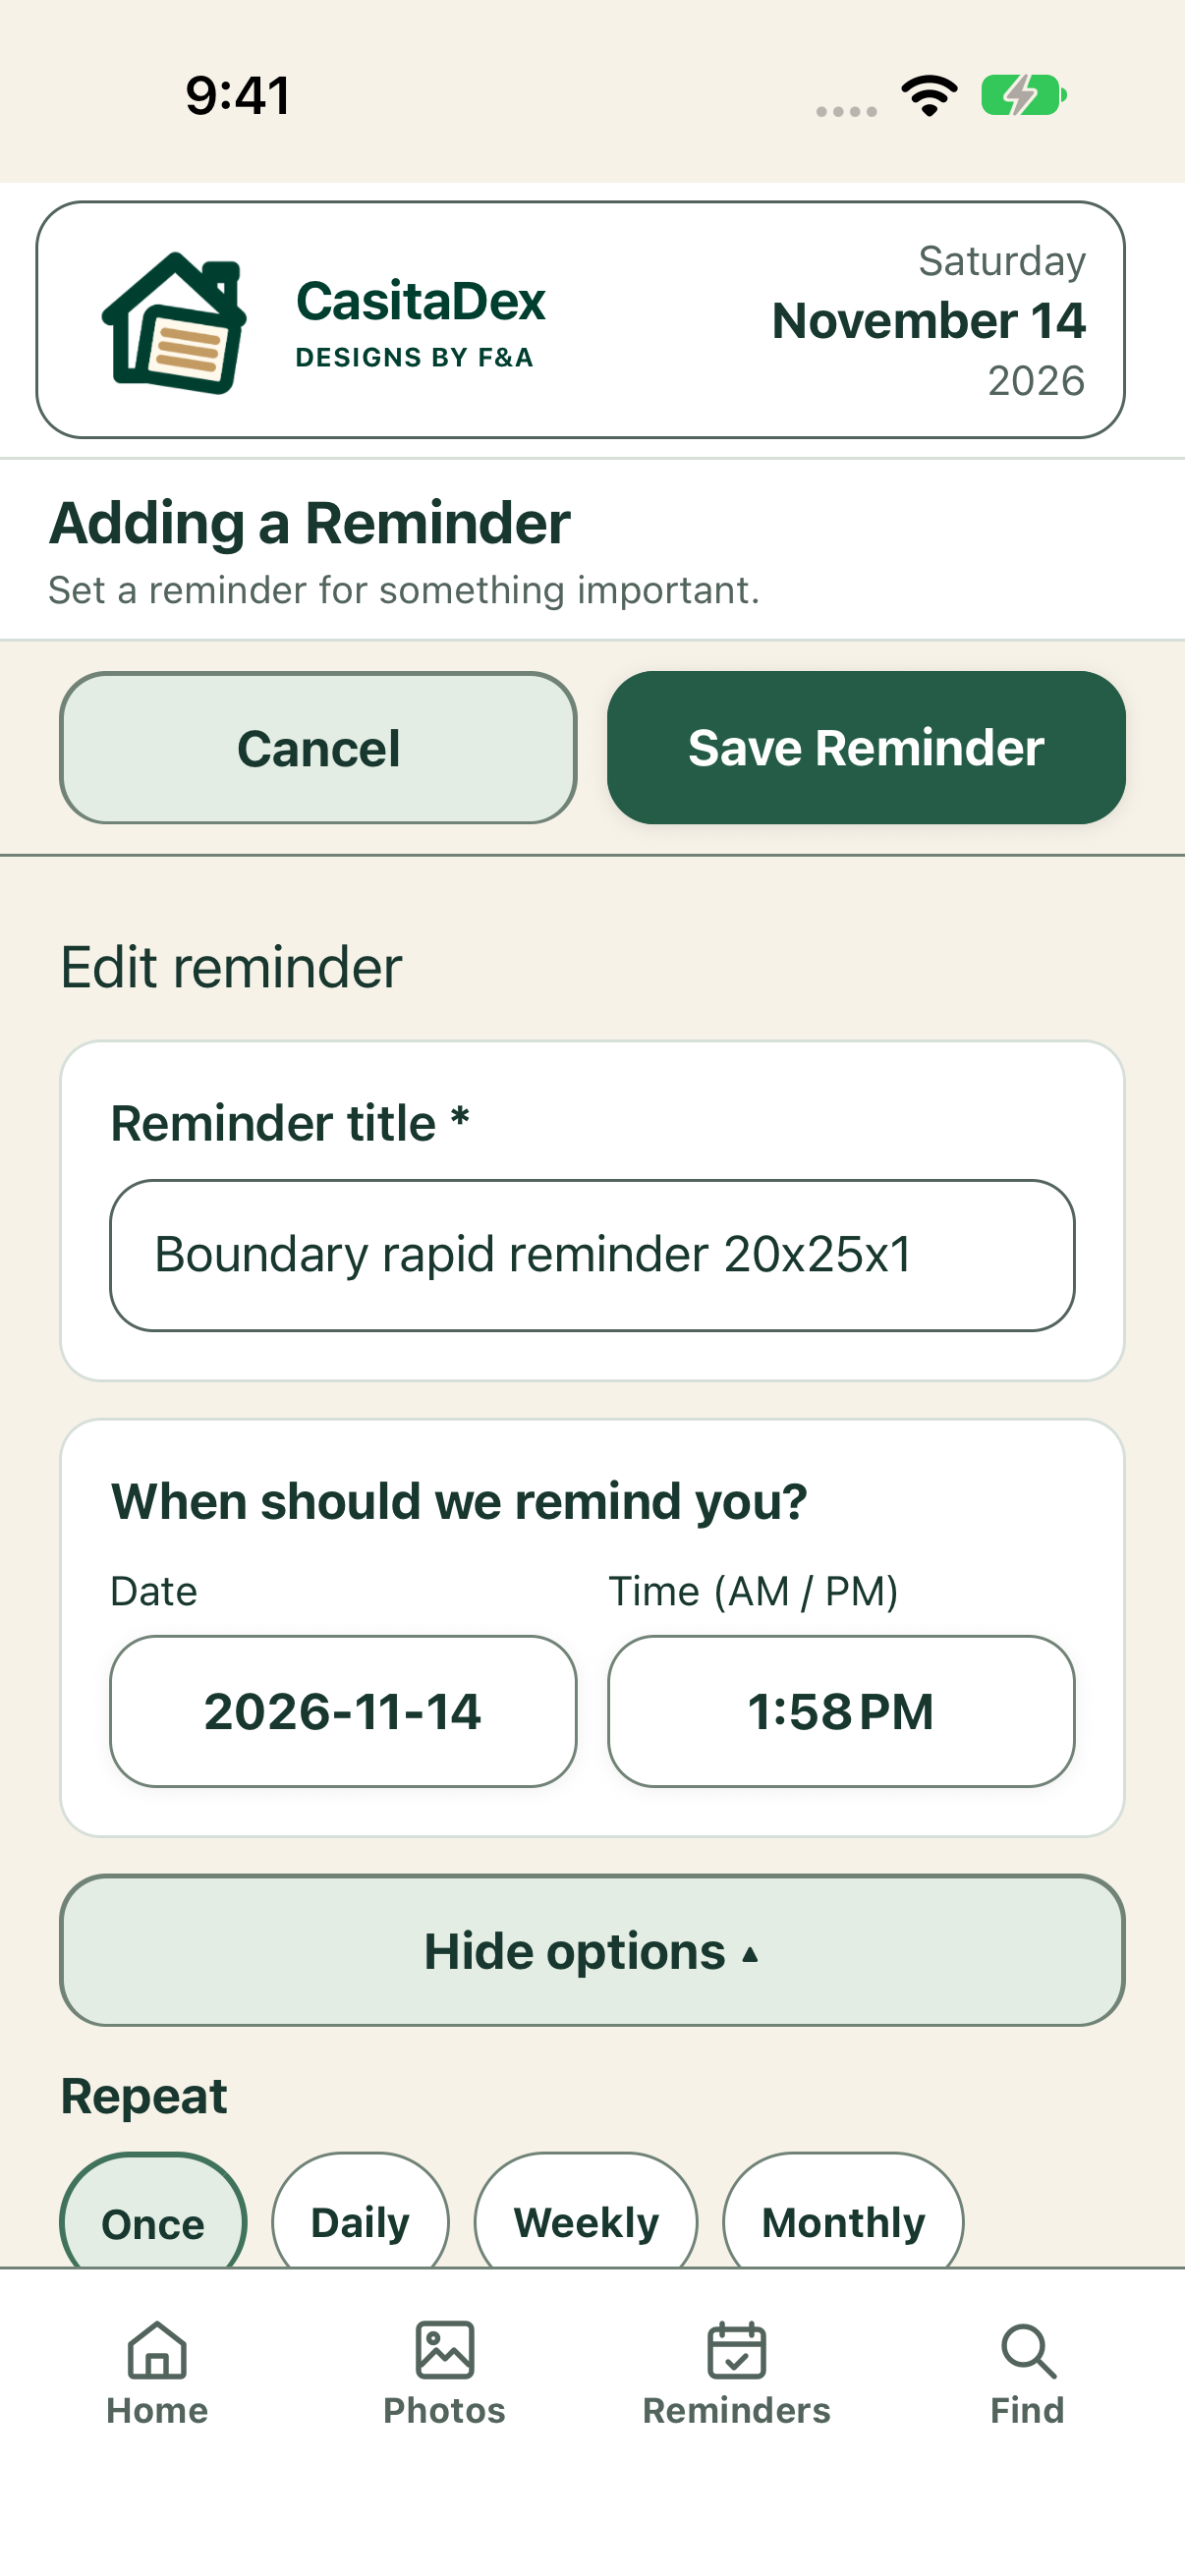 9:41
CasitaDex
DESIGNS BY F&A
Saturday
November 14
2026
Adding a Reminder
Set a reminder for something important.
Cancel
Save Reminder
Edit reminder
Reminder title *
Boundary rapid reminder 20x25x1
When should we remind you?
Date
Time (AM / PM)
2026-11-14
1:58 PM
Hide options ▲
Repeat
Once
Daily
Weekly
Monthly
Home
Photos
Reminders
Find